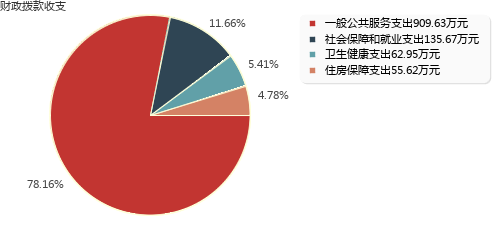 财政拨款收支
11.66%
5.41%
4.78%
78.16%
一般公共服务支出909.63万元
社会保障和就业支出135.67万元
卫生健康支出62.95万元
住房保障支出55.62万元